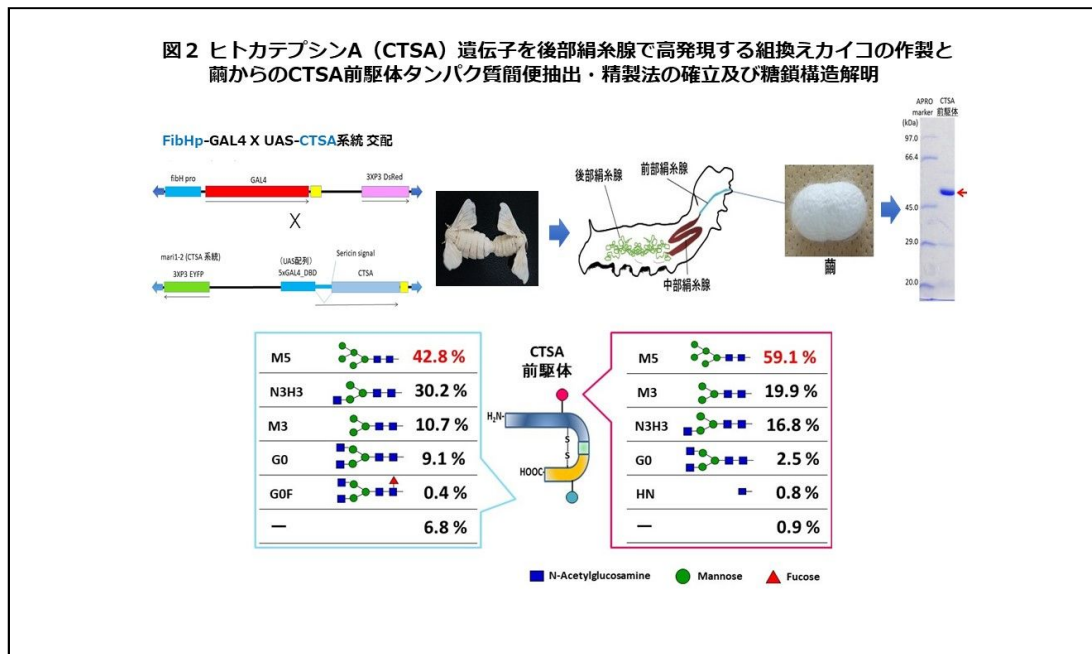 図２ ヒトカテプシンA（CTSA）遺伝子を後部絹糸腺で高発現する組換えカイコの作製と
繭からのCTSA前駆体タンパク質簡便抽出・精製法の確立及び糖鎖構造解明
FibHp-GAL4 X UAS-CTSA系統 交配
fibH pro
GAL4
3XP3 DsRed
X
mari1-2 (CTSA 系統)
3XP3 EYFP
（UAS配列）
5xGAL4_DBD
Sericin signal
CTSA
後部絹糸腺
前部絹糸腺
中部絹糸腺
繭
APRO
marker
(kDa)
CTSA
前駆体
97.0
66.4
45.0
29.0
20.0
M5 42.8 %
N3H3 30.2 %
M3 10.7 %
G0 9.1 %
G0F 0.4 %
— 6.8 %
CTSA
前駆体
H₂N-
S
S
HOOC-
M5 59.1 %
M3 19.9 %
N3H3 16.8 %
G0 2.5 %
HN 0.8 %
— 0.9 %
N-Acetylglucosamine
Mannose
Fucose